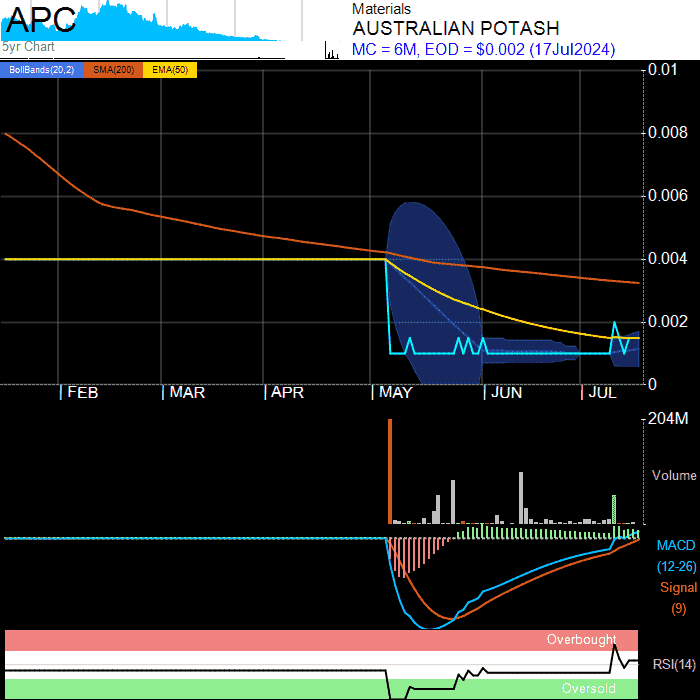 APC
5yr Chart
Materials
AUSTRALIAN POTASH
MC = 6M, EOD = $0.002 (17Jul2024)
BollBands(20,2) SMA(200) EMA(50)
0.01
0.008
0.006
0.004
0.002
0
FEB MAR APR MAY JUN JUL
204M
Volume
MACD
(12-26)
Signal
(9)
Overbought
RSI(14)
Oversold